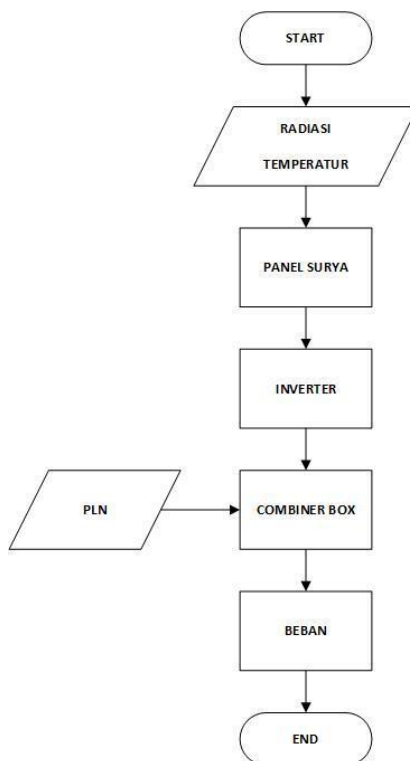 START
RADIASI
TEMPERATUR
PANEL SURYA
INVERTER
PLN
COMBINER BOX
BEBAN
END